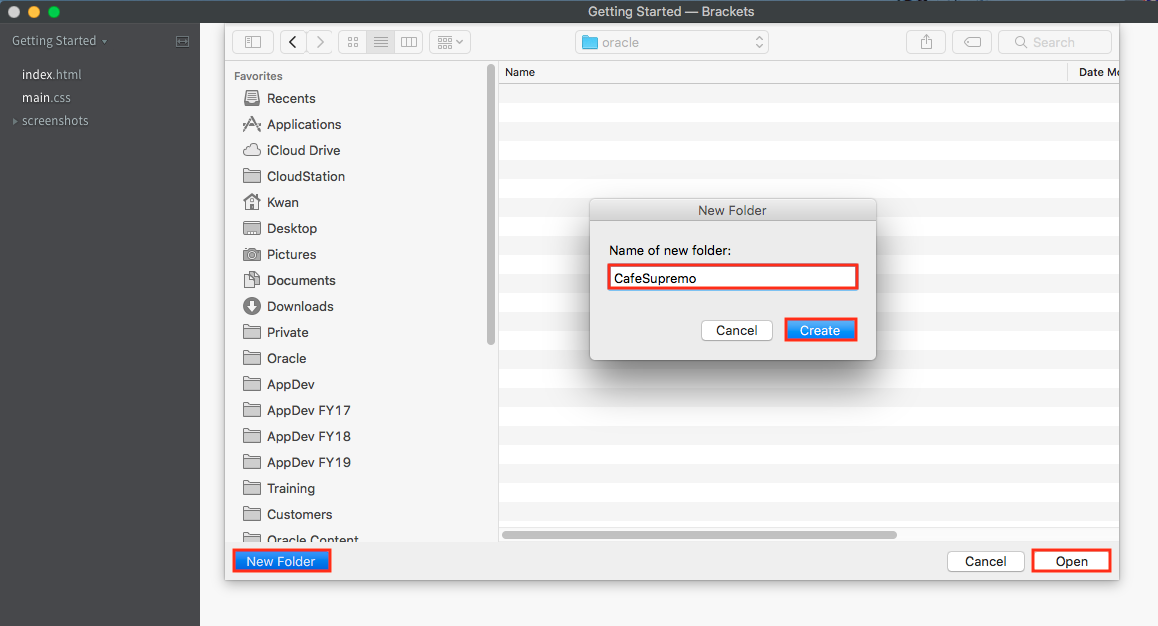 Getting Started — Brackets
Getting Started
index.html
main.css
screenshots
oracle
Search
Favorites
Recents
Applications
iCloud Drive
CloudStation
Kwan
Desktop
Pictures
Documents
Downloads
Private
Oracle
AppDev
AppDev FY17
AppDev FY18
AppDev FY19
Training
Customers
Oracle Content
Name
Date Mo
New Folder
Name of new folder:
CafeSupremo
Cancel
Create
New Folder
Cancel
Open